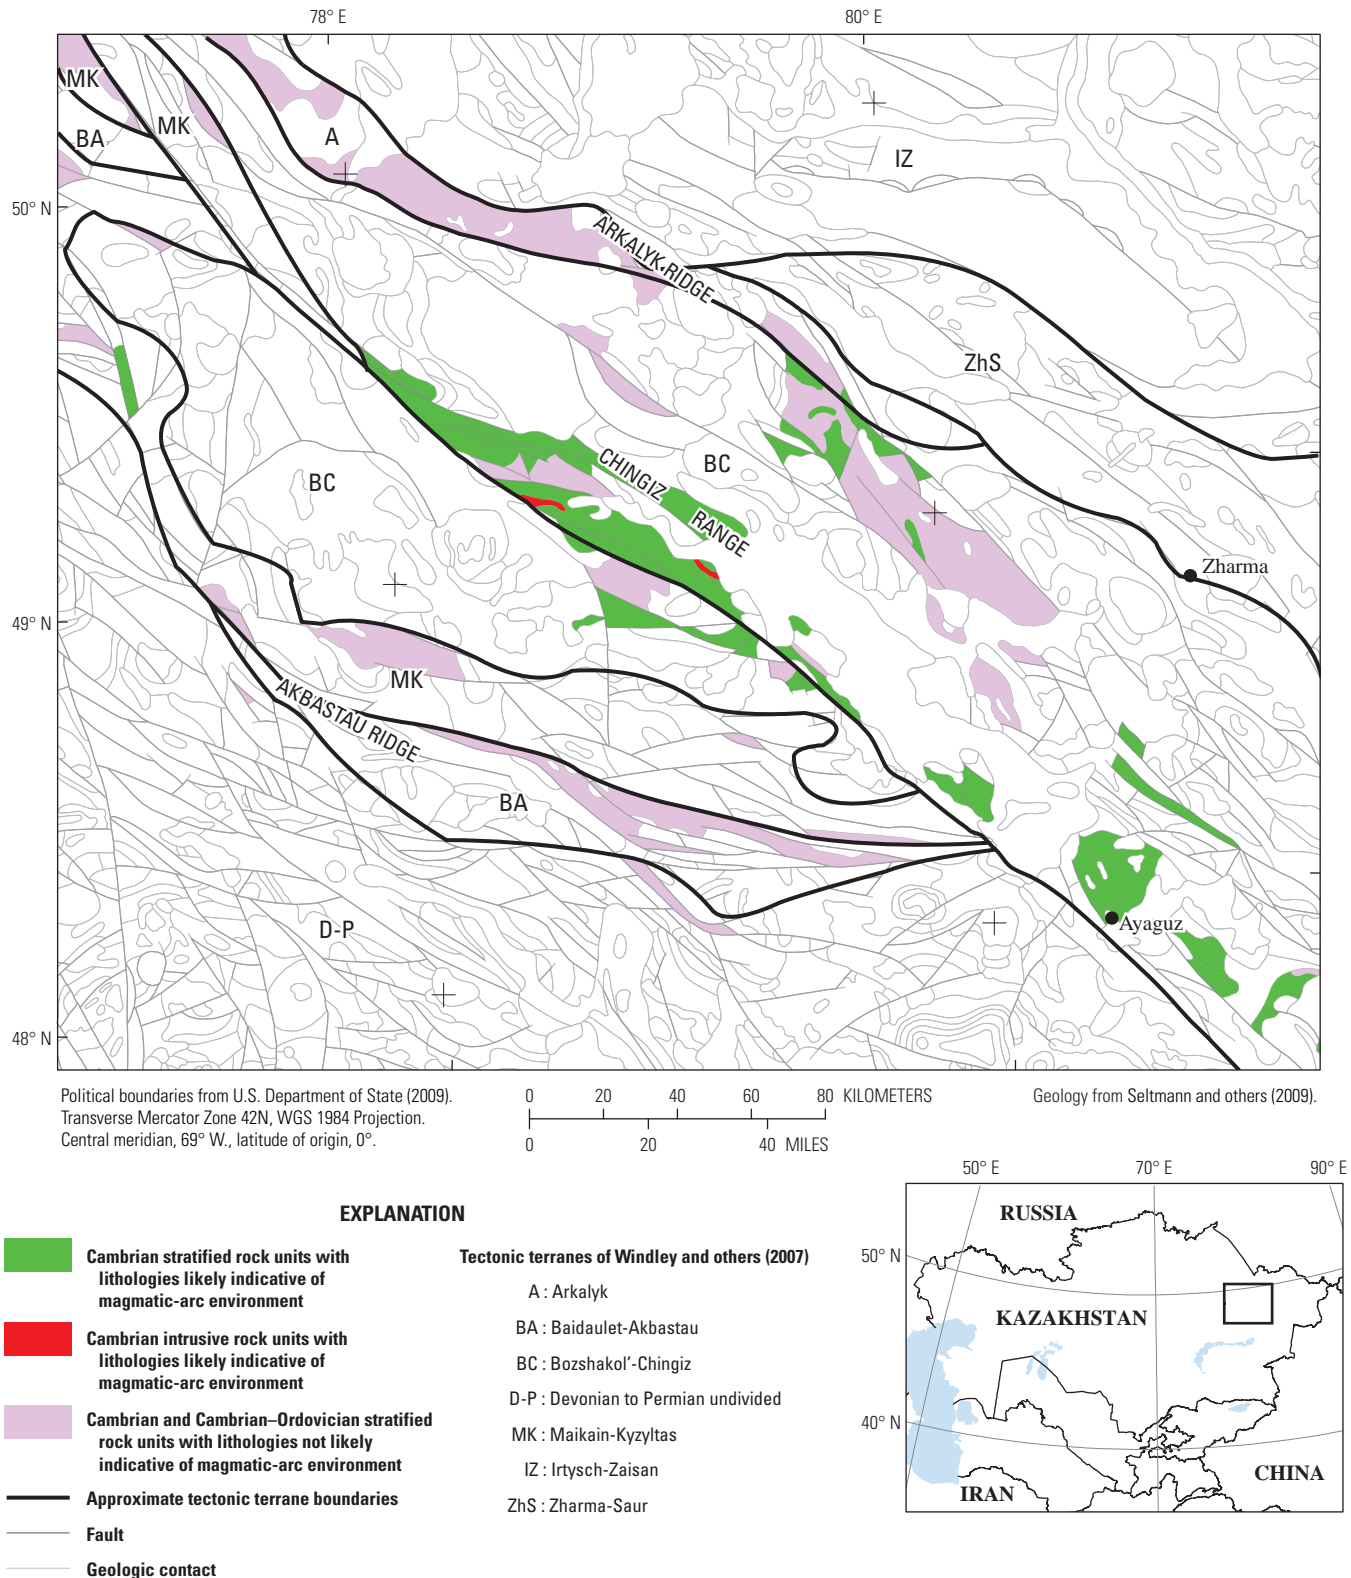 78° E
80° E
MK
MK
BA
A
IZ
50° N
ARKALYK RIDGE
ZhS
BC
BC
CHINGIZ
RANGE
Zharma
49° N
MK
AKBASTAU RIDGE
BA
D-P
Ayaguz
48° N
Political boundaries from U.S. Department of State (2009).
Transverse Mercator Zone 42N, WGS 1984 Projection.
Central meridian, 69° W., latitude of origin, 0°.
0 20 40 60 80 KILOMETERS
0 20 40 MILES
Geology from Seltmann and others (2009).
EXPLANATION
Cambrian stratified rock units with
lithologies likely indicative of
magmatic-arc environment
Cambrian intrusive rock units with
lithologies likely indicative of
magmatic-arc environment
Cambrian and Cambrian–Ordovician stratified
rock units with lithologies not likely
indicative of magmatic-arc environment
Approximate tectonic terrane boundaries
Fault
Geologic contact
Tectonic terranes of Windley and others (2007)
A : Arkalyk
BA : Baidaulet-Akbastau
BC : Bozshakol'-Chingiz
D-P : Devonian to Permian undivided
MK : Maikain-Kyzyltas
IZ : Irtysch-Zaisan
ZhS : Zharma-Saur
50° E 70° E 90° E
RUSSIA
50° N
KAZAKHSTAN
40° N
IRAN
CHINA